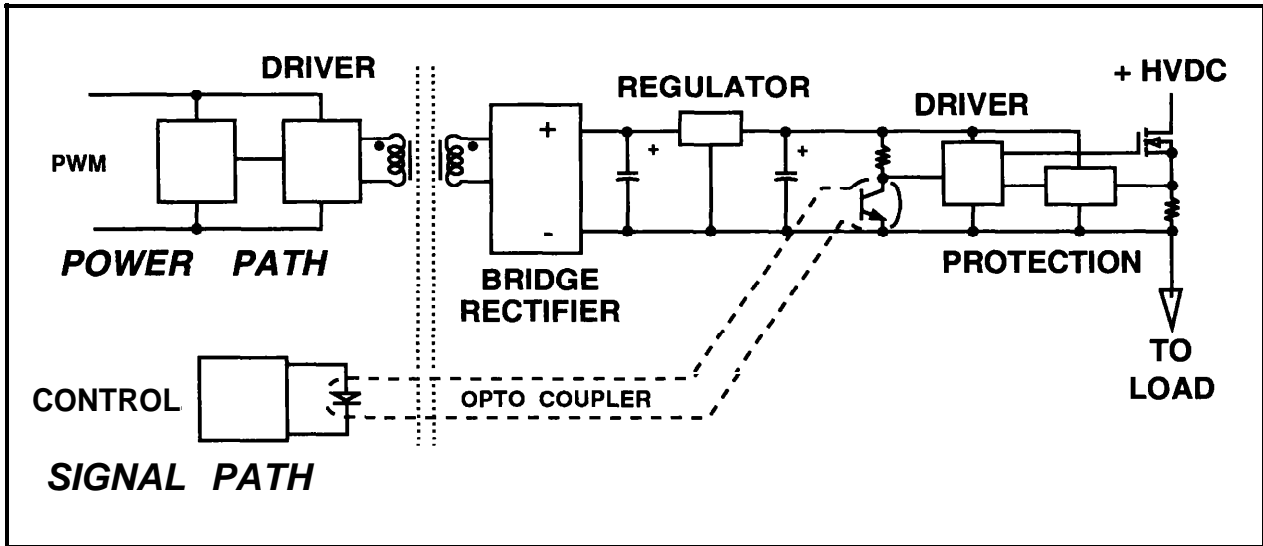 DRIVER
PWM
POWER PATH
+
-
BRIDGE
RECTIFIER
+
REGULATOR
+
DRIVER
+ HVDC
PROTECTION
TO
LOAD
CONTROL
OPTO COUPLER
SIGNAL PATH